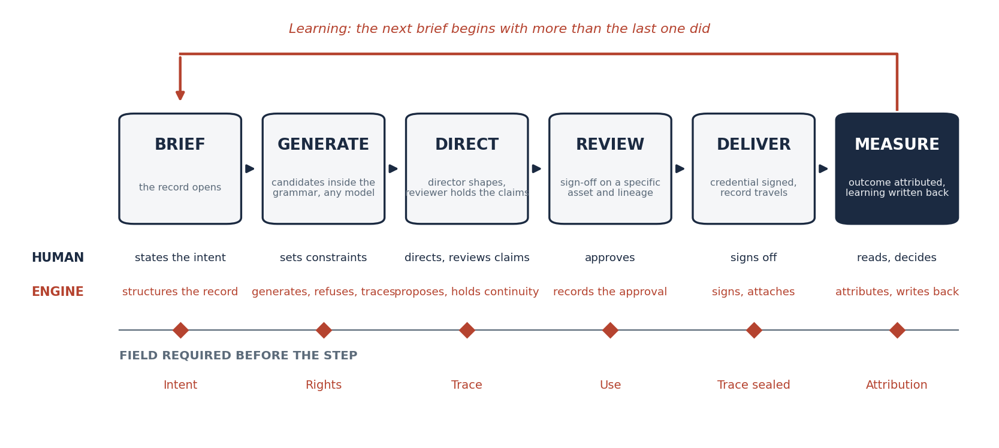 Learning: the next brief begins with more than the last one did
BRIEF
the record opens
GENERATE
candidates inside the
grammar, any model
DIRECT
director shapes,
reviewer holds the claims
REVIEW
sign-off on a specific
asset and lineage
DELIVER
credential signed,
record travels
MEASURE
outcome attributed,
learning written back
HUMAN
states the intent
sets constraints
directs, reviews claims
approves
signs off
reads, decides
ENGINE
structures the record
generates, refuses, traces
proposes, holds continuity
records the approval
signs, attaches
attributes, writes back
FIELD REQUIRED BEFORE THE STEP
Intent
Rights
Trace
Use
Trace sealed
Attribution